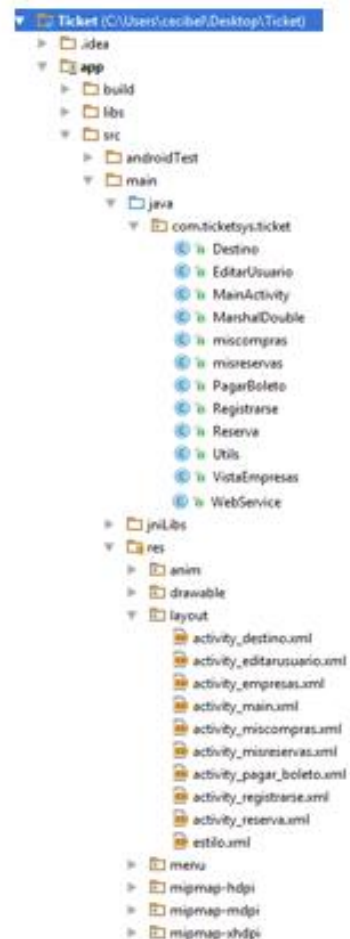 Ticket (C:\Users\cecibel\Desktop\Ticket)
.idea
app
build
libs
src
androidTest
main
java
com.ticketsys.ticket
Destino
EditarUsuario
MainActivity
MarshalDouble
miscompras
misreservas
PagarBoleto
Registrarse
Reserva
Utils
VistaEmpresas
WebService
jniLibs
res
anim
drawable
layout
activity_destino.xml
activity_editarusuario.xml
activity_empresas.xml
activity_main.xml
activity_miscompras.xml
activity_misreservas.xml
activity_pagar_boleto.xml
activity_registrarse.xml
activity_reserva.xml
estilo.xml
menu
mipmap-hdpi
mipmap-mdpi
mipmap-xhdpi